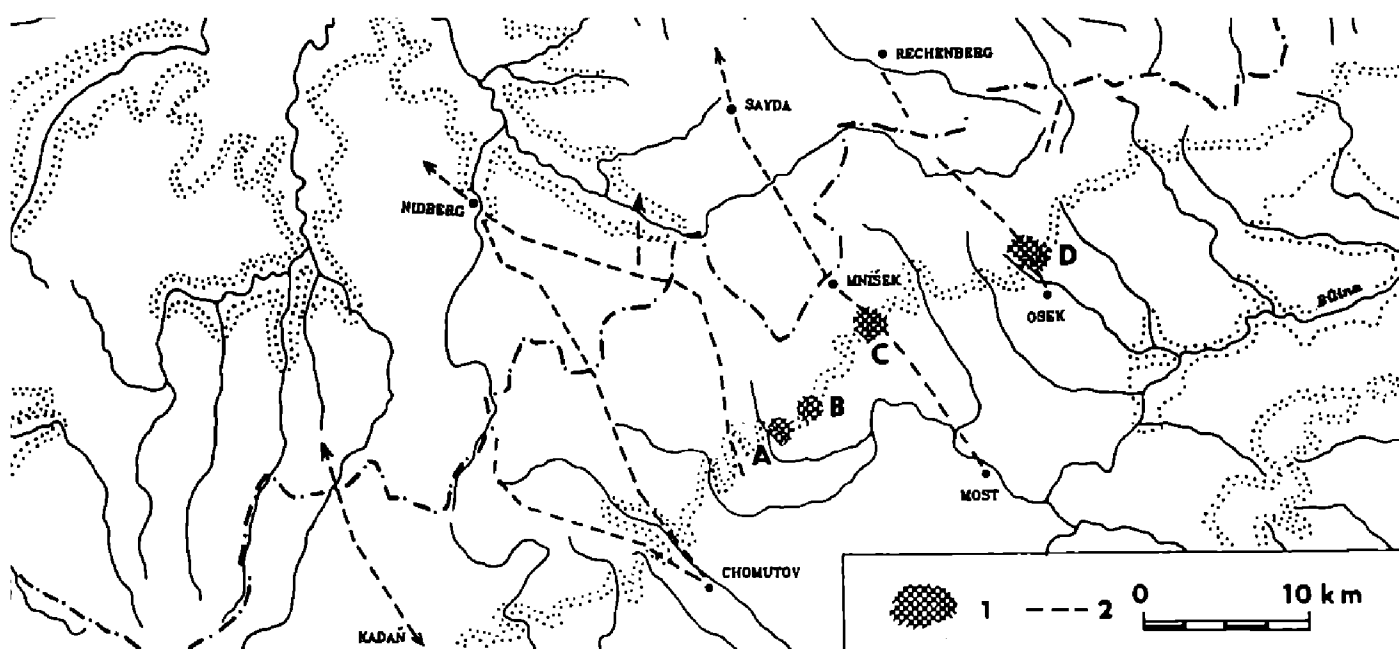 RECHENBERG
SAYDA
NIDBERG
MNIŠEK
D
OSEK
Bílina
C
B
A
MOST
CHOMUTOV
KADAŇ
1 2 0 10 km